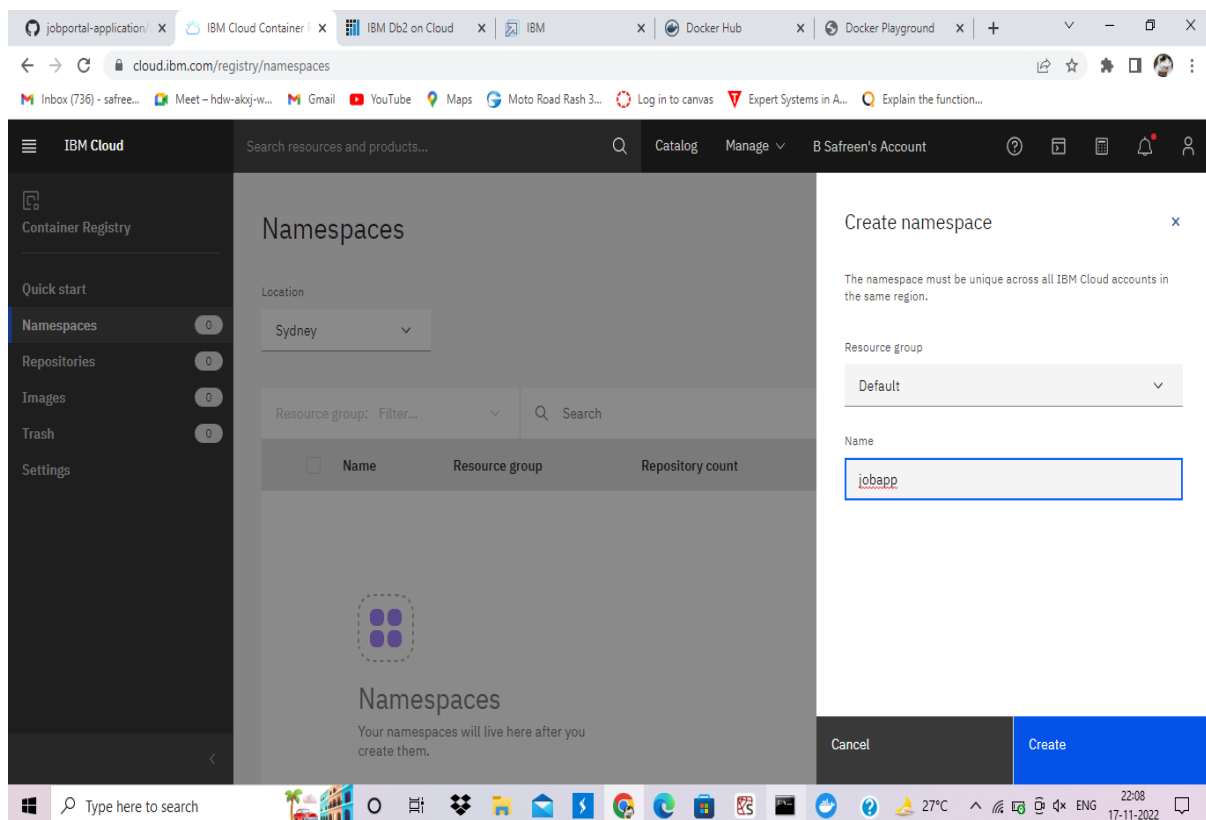 jobportal-application/
IBM Cloud Container R
IBM Db2 on Cloud
IBM
Docker Hub
Docker Playground
cloud.ibm.com/registry/namespaces
Inbox (736) - safree...
Meet – hdw-akxj-w...
Gmail
YouTube
Maps
Moto Road Rash 3...
Log in to canvas
Expert Systems in A...
Explain the function...
IBM Cloud
Search resources and products...
Catalog
Manage
B Safreen's Account
Container Registry
Quick start
Namespaces 0
Repositories 0
Images 0
Trash 0
Settings
Namespaces
Location
Sydney
Resource group: Filter...
Search
Name Resource group Repository count
Namespaces
Your namespaces will live here after you
create them.
Create namespace
The namespace must be unique across all IBM Cloud accounts in
the same region.
Resource group
Default
Name
jobapp
Cancel
Create
Type here to search
27°C
ENG
22:08
17-11-2022